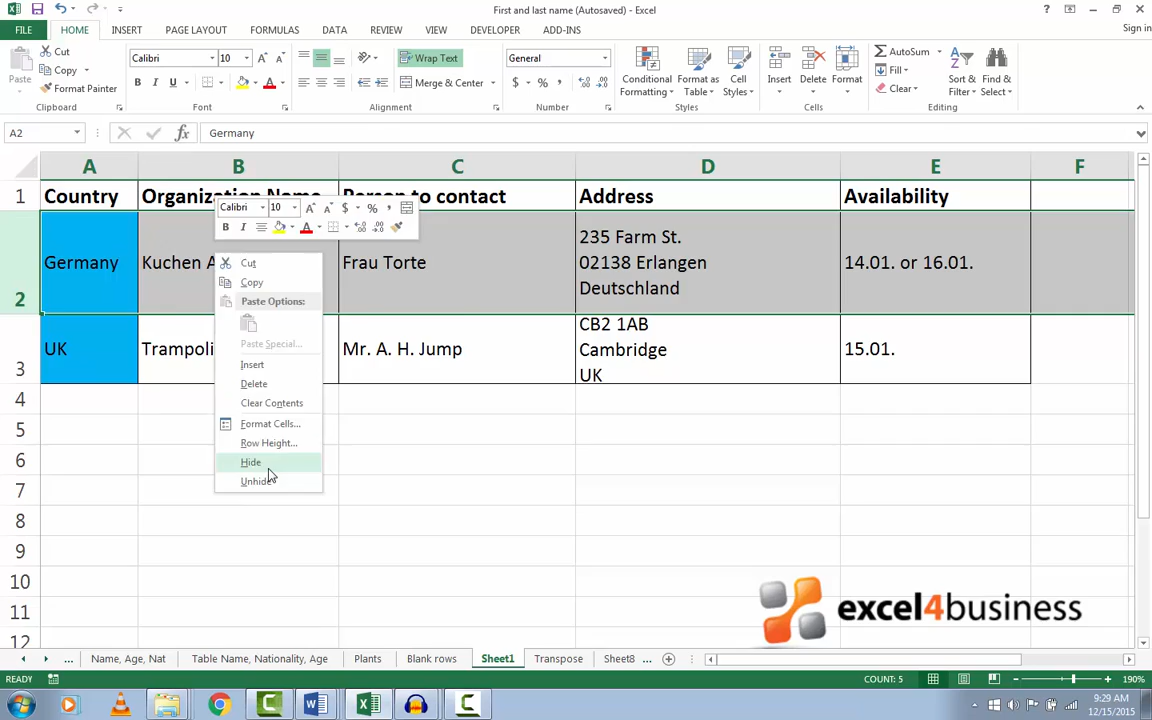 First and last name (Autosaved) - Excel
FILE HOME INSERT PAGE LAYOUT FORMULAS DATA REVIEW VIEW DEVELOPER ADD-INS Sign in
Paste
Cut
Copy
Format Painter
Clipboard
Calibri 10
B I U
Font
Wrap Text
Merge & Center
Alignment
General
$ % ,
Number
Conditional Formatting
Format as Table
Cell Styles
Styles
Insert Delete Format
Cells
AutoSum
Fill
Clear
Sort & Filter
Find & Select
Editing
A2 fx Germany
A B C D E F
1 Country Organization Name Person to contact Address Availability
2 Germany Kuchen A Frau Torte
235 Farm St.
02138 Erlangen
Deutschland
14.01. or 16.01.
3 UK Trampoli Mr. A. H. Jump
CB2 1AB
Cambridge
UK
15.01.
4
5
6
7
8
9
10
11
12
Calibri 10 A A $ % ,
B I A
Cut
Copy
Paste Options:
Paste Special...
Insert
Delete
Clear Contents
Format Cells...
Row Height...
Hide
Unhide
excel4business
... Name, Age, Nat Table Name, Nationality, Age Plants Blank rows Sheet1 Transpose Sheet8 ...
READY COUNT: 5 190%
9:29 AM
12/15/2015